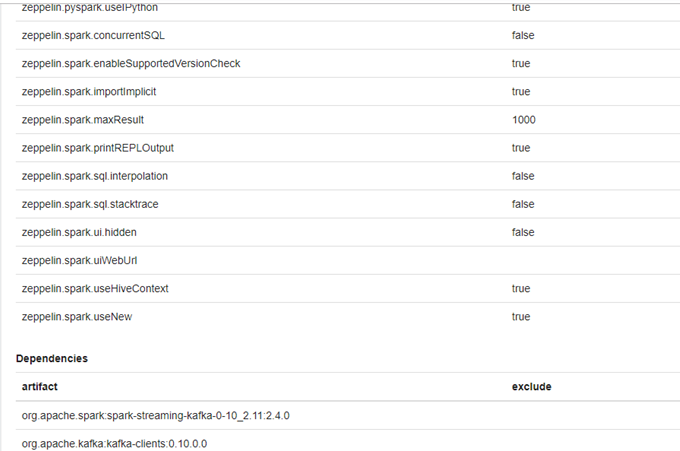 zeppelin.pyspark.useIPython true
zeppelin.spark.concurrentSQL false
zeppelin.spark.enableSupportedVersionCheck true
zeppelin.spark.importImplicit true
zeppelin.spark.maxResult 1000
zeppelin.spark.printREPLOutput true
zeppelin.spark.sql.interpolation false
zeppelin.spark.sql.stacktrace false
zeppelin.spark.ui.hidden false
zeppelin.spark.uiWebUrl
zeppelin.spark.useHiveContext true
zeppelin.spark.useNew true
Dependencies
artifact exclude
org.apache.spark:spark-streaming-kafka-0-10_2.11:2.4.0
org.apache.kafka:kafka-clients:0.10.0.0